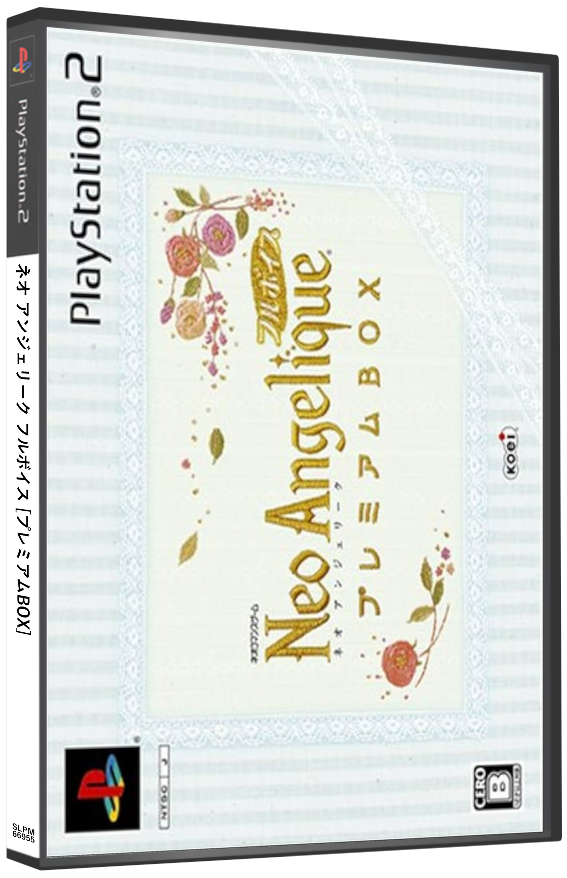 PlayStation.2
ネオ アンジェリーク フルボイス [プレミアムBOX]
SLPM
66956
PlayStation®2
フルボイス
Neo Angelique®
ネオ アンジェリーク
プレミアムBOX
KOEI
NTSC J
CERO
B